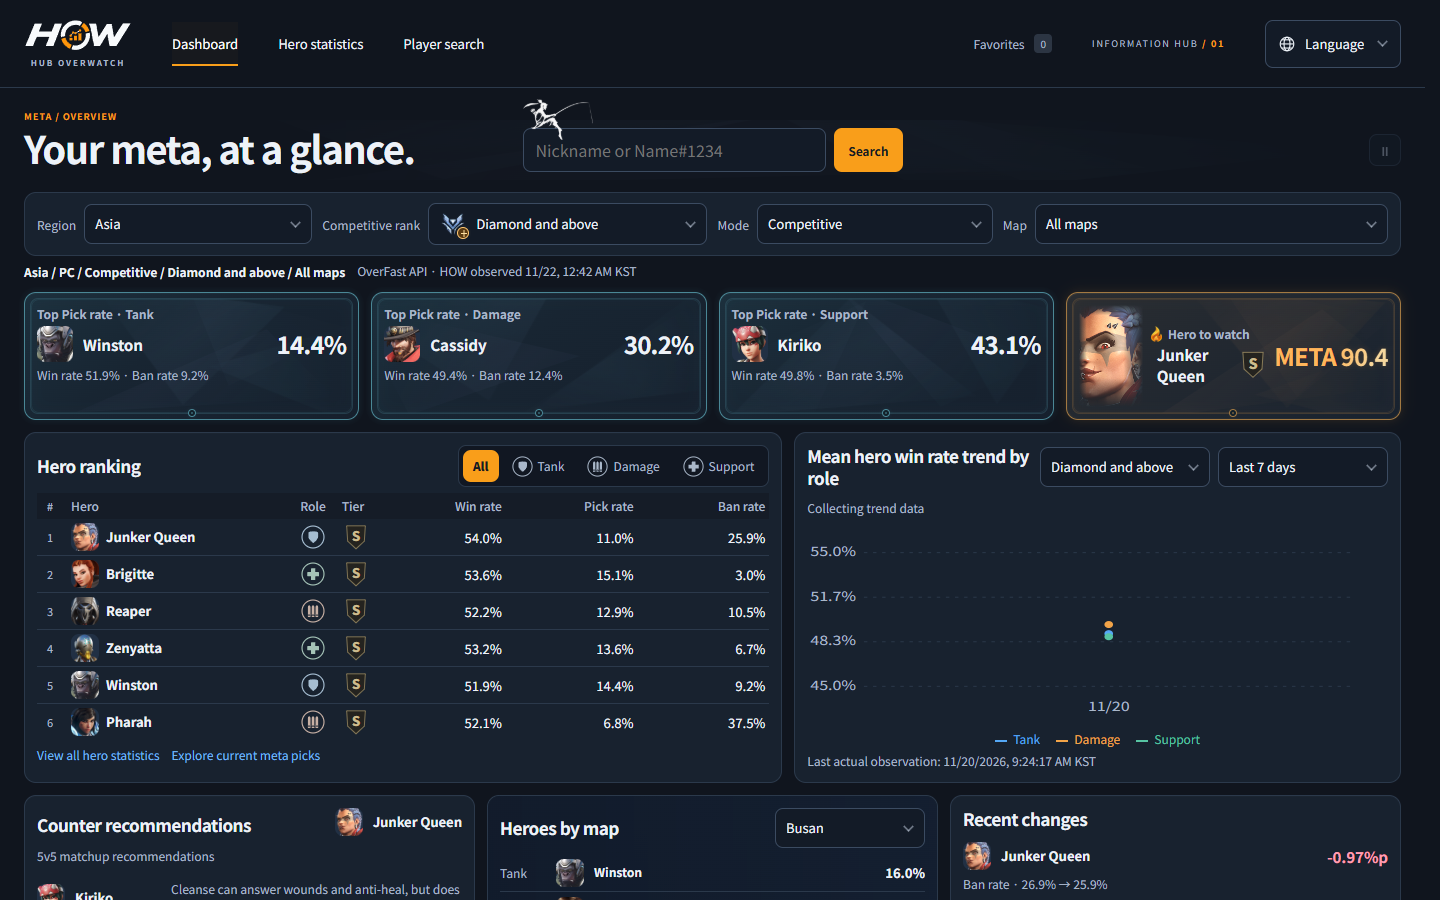 HOW
HUB OVERWATCH
Dashboard
Hero statistics
Player search
Favorites 0
INFORMATION HUB / 01
Language
META / OVERVIEW
Your meta, at a glance.
Nickname or Name#1234
Search
Region
Asia
Competitive rank
Diamond and above
Mode
Competitive
Map
All maps
Asia / PC / Competitive / Diamond and above / All maps
OverFast API · HOW observed 11/22, 12:42 AM KST
Top Pick rate · Tank
Winston
14.4%
Win rate 51.9% · Ban rate 9.2%
Top Pick rate · Damage
Cassidy
30.2%
Win rate 49.4% · Ban rate 12.4%
Top Pick rate · Support
Kiriko
43.1%
Win rate 49.8% · Ban rate 3.5%
Hero to watch
Junker
Queen
S
META 90.4
Hero ranking
All
Tank
Damage
Support
# Hero Role Tier Win rate Pick rate Ban rate
1 Junker Queen S 54.0% 11.0% 25.9%
2 Brigitte S 53.6% 15.1% 3.0%
3 Reaper S 52.2% 12.9% 10.5%
4 Zenyatta S 53.2% 13.6% 6.7%
5 Winston S 51.9% 14.4% 9.2%
6 Pharah S 52.1% 6.8% 37.5%
View all hero statistics
Explore current meta picks
Mean hero win rate trend by
role
Diamond and above
Last 7 days
Collecting trend data
55.0%
51.7%
48.3%
45.0%
11/20
Tank
Damage
Support
Last actual observation: 11/20/2026, 9:24:17 AM KST
Counter recommendations
Junker Queen
5v5 matchup recommendations
Kiriko
Cleanse can answer wounds and anti-heal, but does
Heroes by map
Busan
Tank
Winston
16.0%
Recent changes
Junker Queen
-0.97%p
Ban rate · 26.9% → 25.9%